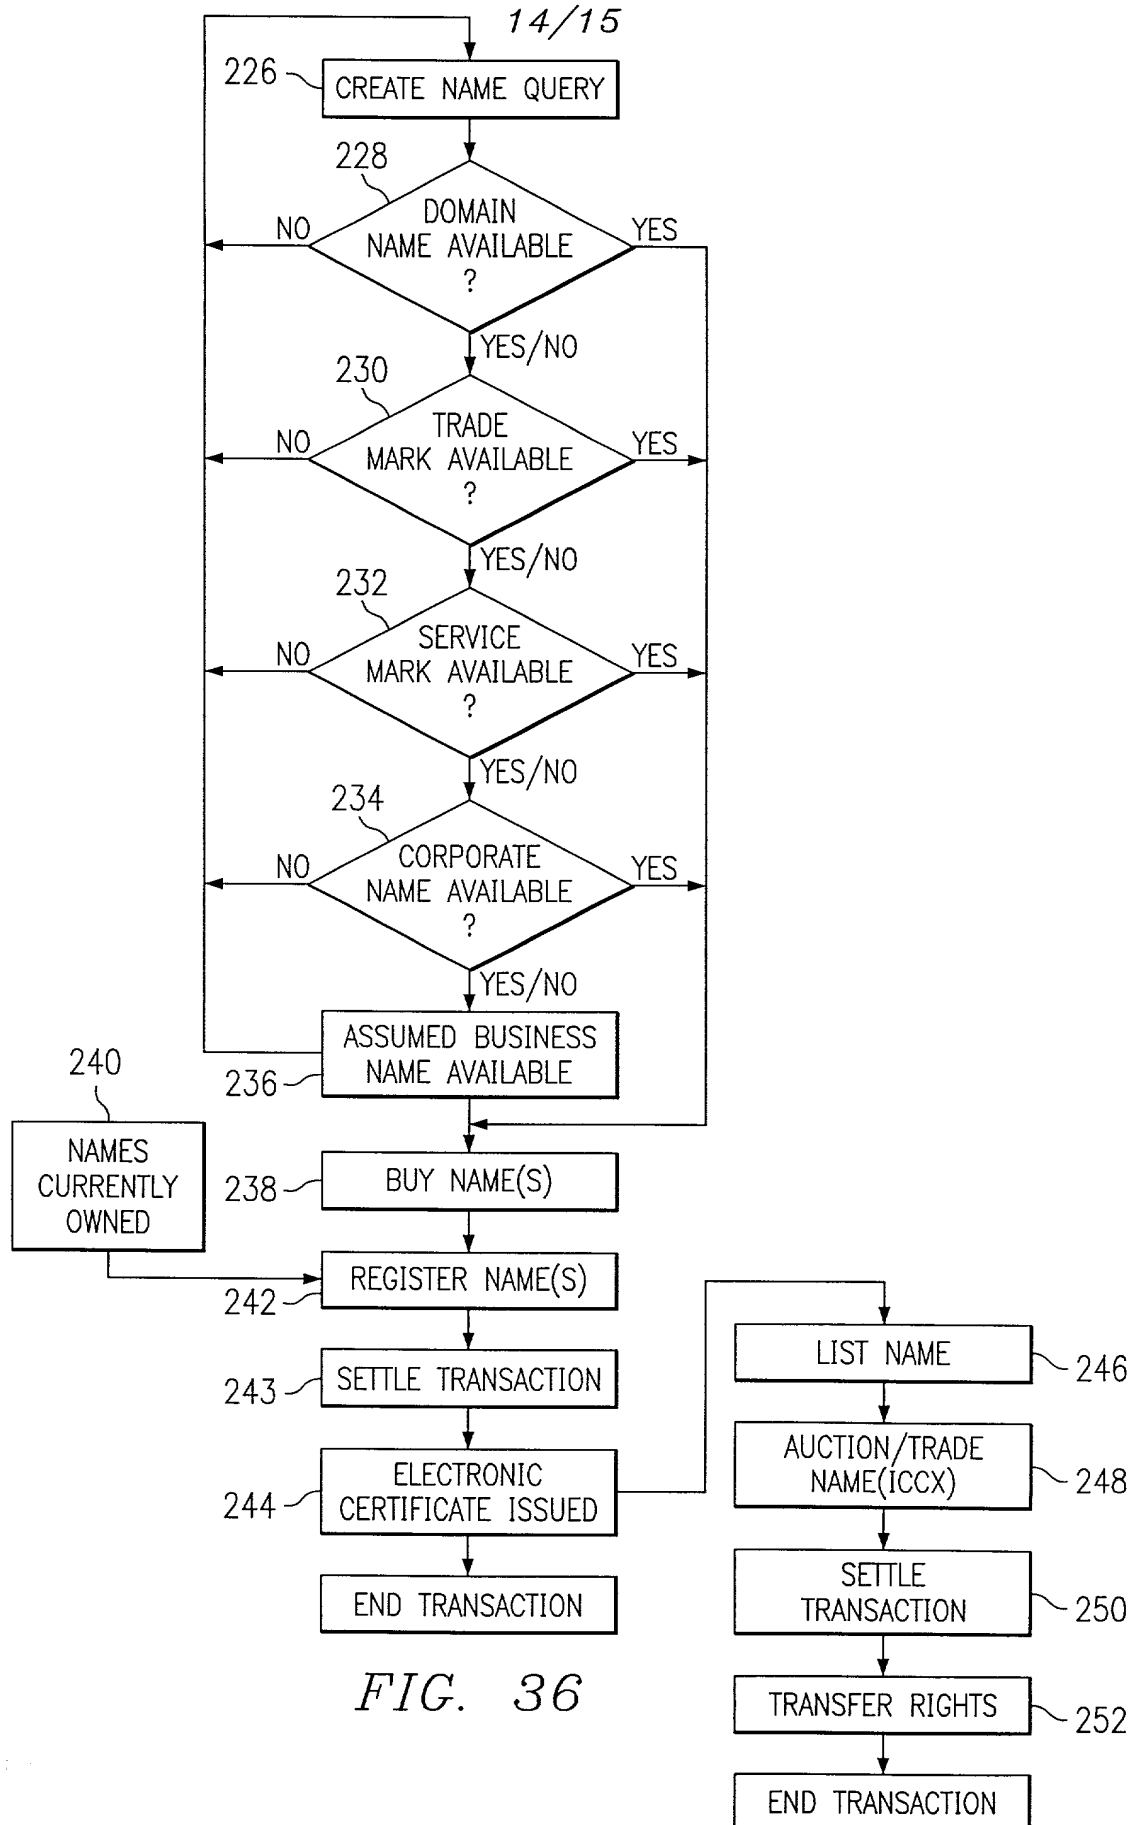 14/15
226
CREATE NAME QUERY
228
DOMAIN
NAME AVAILABLE
?
NO
YES
YES/NO
230
TRADE
MARK AVAILABLE
?
NO
YES
YES/NO
232
SERVICE
MARK AVAILABLE
?
NO
YES
YES/NO
234
CORPORATE
NAME AVAILABLE
?
NO
YES
YES/NO
ASSUMED BUSINESS
NAME AVAILABLE
236
240
NAMES
CURRENTLY
OWNED
BUY NAME(S)
238
REGISTER NAME(S)
242
SETTLE TRANSACTION
243
ELECTRONIC
CERTIFICATE ISSUED
244
END TRANSACTION
LIST NAME
246
AUCTION/TRADE
NAME(ICCX)
248
SETTLE
TRANSACTION
250
TRANSFER RIGHTS
252
END TRANSACTION
FIG. 36